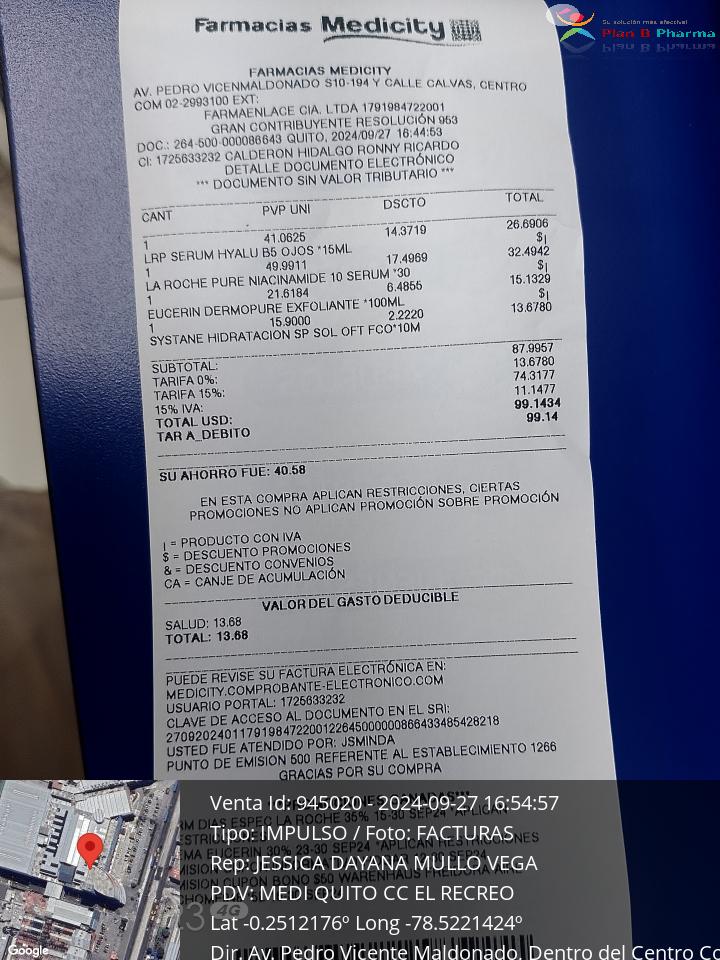 Farmacias Medicity
Su solución más efectiva!
Plan B Pharma
FARMACIAS MEDICITY
AV. PEDRO VICENMALDONADO S10-194 Y CALLE CALVAS, CENTRO
COM 02-2993100 EXT:
FARMAENLACE CIA. LTDA 1791984722001
GRAN CONTRIBUYENTE RESOLUCIÓN 953
DOC.: 264-500-000086643 QUITO, 2024/09/27 16:44:53
CI: 1725633232 CALDERON HIDALGO RONNY RICARDO
DETALLE DOCUMENTO ELECTRÓNICO
*** DOCUMENTO SIN VALOR TRIBUTARIO ***
CANT PVP UNI DSCTO TOTAL
1 41.0625 14.3719 26.6906
LRP SERUM HYALU B5 OJOS *15ML $|
1 49.9911 17.4969 32.4942
LA ROCHE PURE NIACINAMIDE 10 SERUM *30 $|
1 21.6184 6.4855 15.1329
EUCERIN DERMOPURE EXFOLIANTE *100ML $|
1 15.9000 2.2220 13.6780
SYSTANE HIDRATACION SP SOL OFT FCO*10M
SUBTOTAL: 87.9957
TARIFA 0%: 13.6780
TARIFA 15%: 74.3177
15% IVA: 11.1477
TOTAL USD: 99.1434
TAR A_DEBITO 99.14
SU AHORRO FUE: 40.58
EN ESTA COMPRA APLICAN RESTRICCIONES, CIERTAS
PROMOCIONES NO APLICAN PROMOCIÓN SOBRE PROMOCIÓN
| = PRODUCTO CON IVA
$ = DESCUENTO PROMOCIONES
& = DESCUENTO CONVENIOS
CA = CANJE DE ACUMULACIÓN
VALOR DEL GASTO DEDUCIBLE
SALUD: 13.68
TOTAL: 13.68
PUEDE REVISE SU FACTURA ELECTRÓNICA EN:
MEDICITY.COMPROBANTE-ELECTRONICO.COM
USUARIO PORTAL: 1725633232
CLAVE DE ACCESO AL DOCUMENTO EN EL SRI:
2709202401179198472200122645000000866433485428218
USTED FUE ATENDIDO POR: JSMINDA
PUNTO DE EMISION 500 REFERENTE AL ESTABLECIMIENTO 1266
GRACIAS POR SU COMPRA
Venta Id: 945020 - 2024-09-27 16:54:57
Tipo: IMPULSO / Foto: FACTURAS
Rep: JESSICA DAYANA MULLO VEGA
PDV: MEDI QUITO CC EL RECREO
Lat -0.2512176º Long -78.5221424º
Dir. Av. Pedro Vicente Maldonado, Dentro del Centro Co
Google